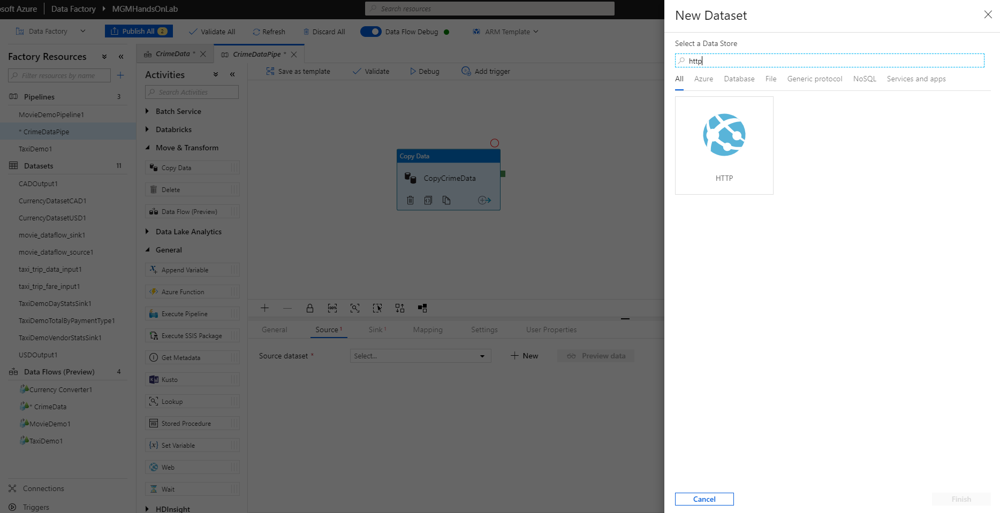 osoft Azure
Data Factory
MGMHandsOnLab
Search resources
Data Factory
Publish All 2
Validate All
Refresh
Discard All
Data Flow Debug
ARM Template
Factory Resources
Filter resources by name
Pipelines 3
MovieDemoPipeline1
* CrimeDataPipe
TaxiDemo1
Datasets 11
CADOutput1
CurrencyDatasetCAD1
CurrencyDatasetUSD1
movie_dataflow_sink1
movie_dataflow_source1
taxi_trip_data_input1
taxi_trip_fare_input1
TaxiDemoDayStatsSink1
TaxiDemoTotalByPaymentType1
TaxiDemoVendorStatsSink1
USDOutput1
Data Flows (Preview) 4
Currency Converter1
* CrimeData
MovieDemo1
TaxiDemo1
Connections
Triggers
CrimeData *
CrimeDataPipe *
Activities
Search Activities
Batch Service
Databricks
Move & Transform
Copy Data
Delete
Data Flow (Preview)
Data Lake Analytics
General
Append Variable
Azure Function
Execute Pipeline
Execute SSIS Package
Get Metadata
Kusto
Lookup
Stored Procedure
Set Variable
Web
Wait
HDInsight
Save as template
Validate
Debug
Add trigger
Copy Data
CopyCrimeData
100%
General
Source 1
Sink 1
Mapping
Settings
User Properties
Source dataset *
Select...
New
Preview data
New Dataset
Select a Data Store
http
All
Azure
Database
File
Generic protocol
NoSQL
Services and apps
HTTP
Cancel
Finish